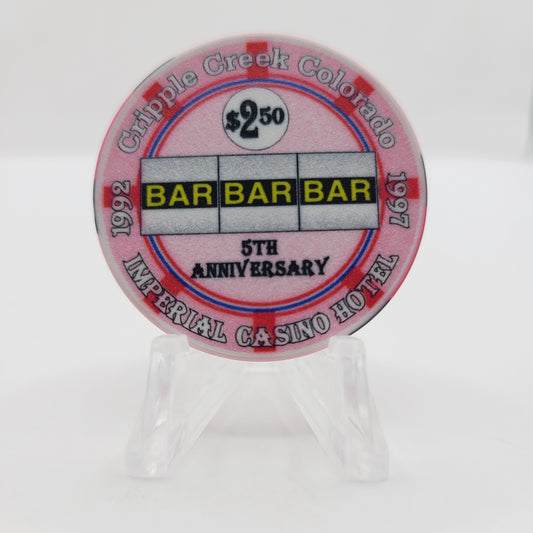 Cripple Creek Colorado
$2.50
1992
BAR BAR BAR
1997
5TH
ANNIVERSARY
IMPERIAL CASINO HOTEL